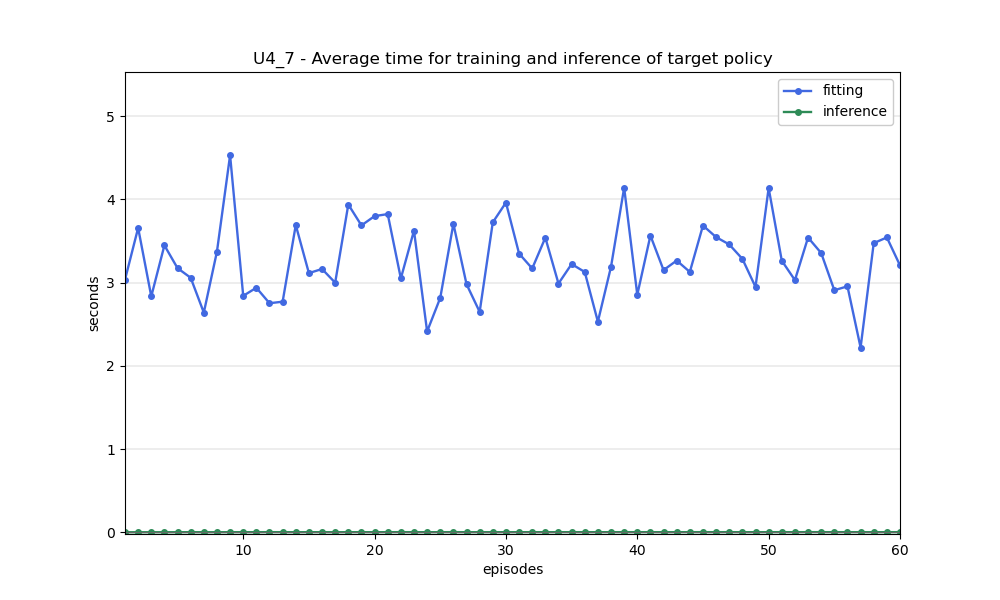 U4_7 - Average time for training and inference of target policy
fitting
inference
5
4
3
2
1
0
seconds
10
20
30
40
50
60
episodes